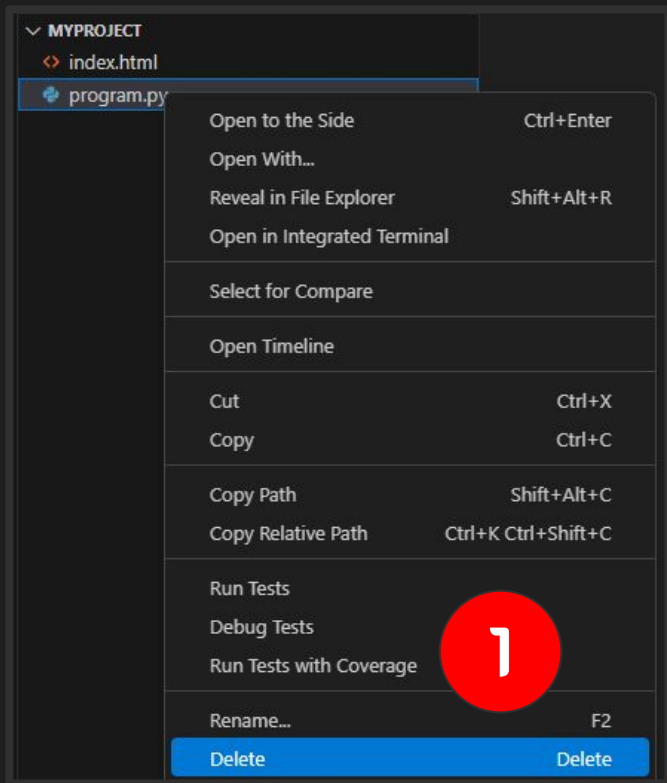 MYPROJECT
index.html
program.py
Open to the Side Ctrl+Enter
Open With...
Reveal in File Explorer Shift+Alt+R
Open in Integrated Terminal
Select for Compare
Open Timeline
Cut Ctrl+X
Copy Ctrl+C
Copy Path Shift+Alt+C
Copy Relative Path Ctrl+K Ctrl+Shift+C
Run Tests
Debug Tests
1
Run Tests with Coverage
Rename... F2
Delete Delete